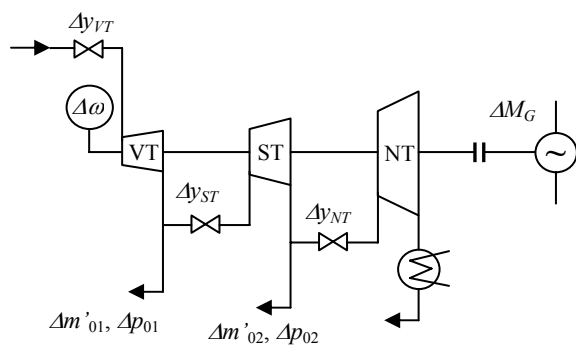 Δy_VT
Δω
ΔM_G
VT
ST
NT
~
Δy_ST
Δy_NT
Δm'_01, Δp_01
Δm'_02, Δp_02